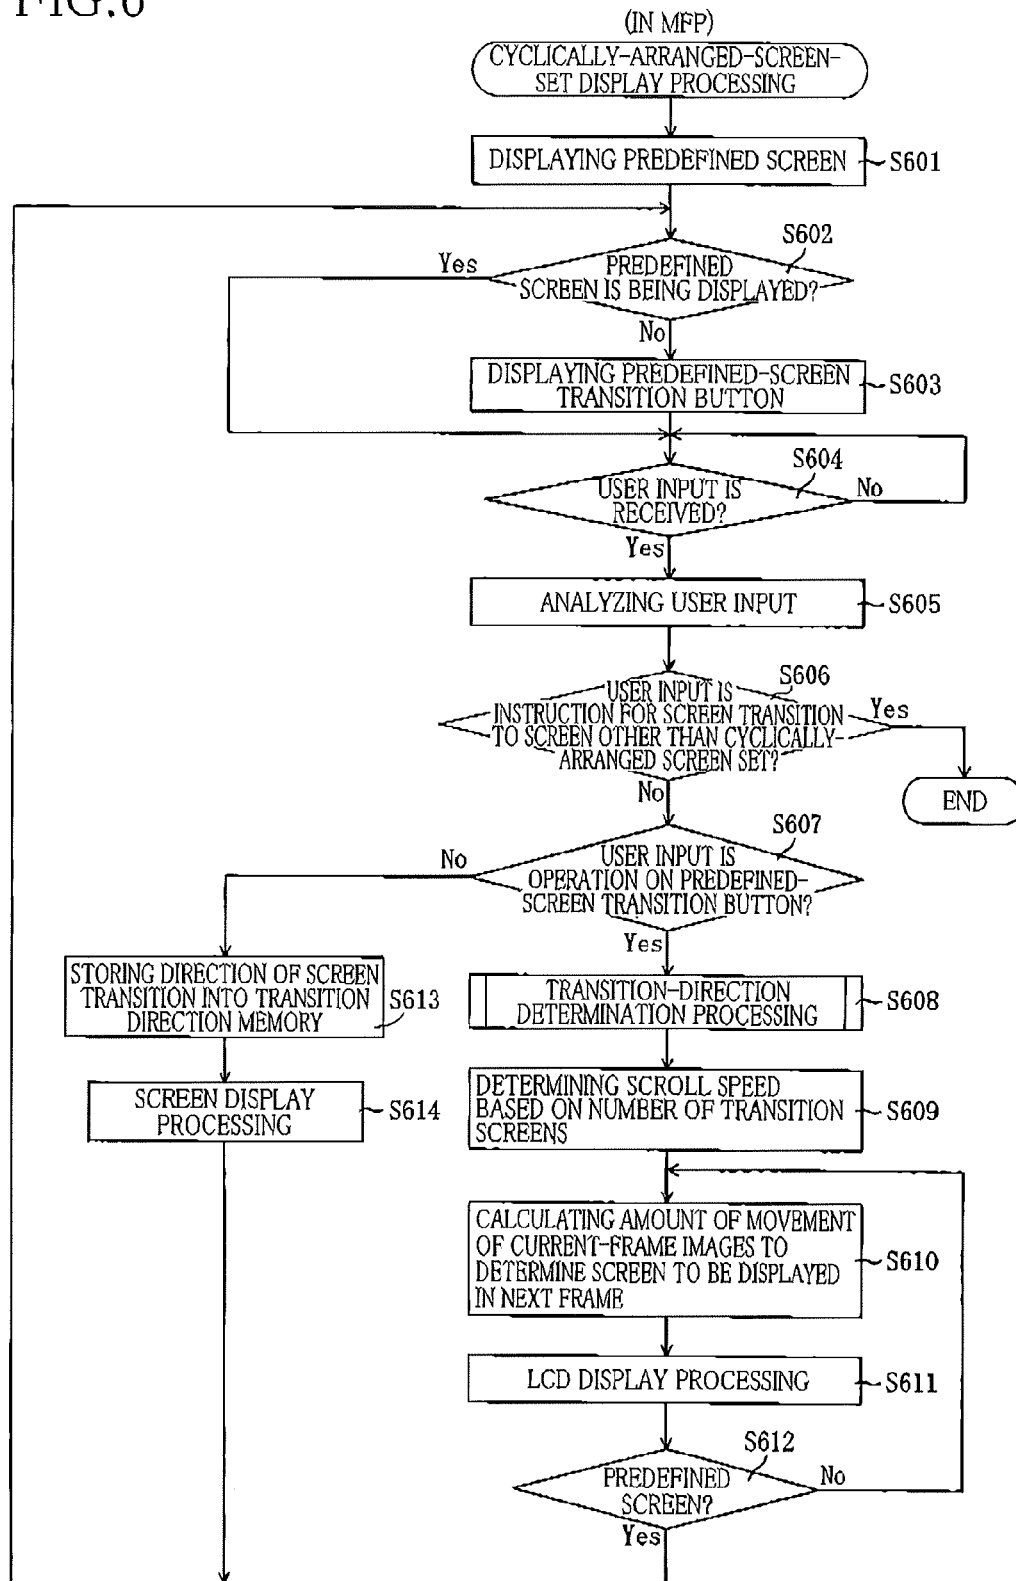 FIG.6
(IN MFP)
CYCLICALLY-ARRANGED-SCREEN-
SET DISPLAY PROCESSING
DISPLAYING PREDEFINED SCREEN
S601
S602
Yes
PREDEFINED
SCREEN IS BEING DISPLAYED?
No
DISPLAYING PREDEFINED-SCREEN
TRANSITION BUTTON
S603
S604
USER INPUT IS
RECEIVED?
No
Yes
ANALYZING USER INPUT
S605
S606
USER INPUT IS
INSTRUCTION FOR SCREEN TRANSITION
TO SCREEN OTHER THAN CYCLICALLY-
ARRANGED SCREEN SET?
Yes
No
END
S607
No
USER INPUT IS
OPERATION ON PREDEFINED-
SCREEN TRANSITION BUTTON?
Yes
STORING DIRECTION OF SCREEN
TRANSITION INTO TRANSITION
DIRECTION MEMORY
S613
TRANSITION-DIRECTION
DETERMINATION PROCESSING
S608
SCREEN DISPLAY
PROCESSING
S614
DETERMINING SCROLL SPEED
BASED ON NUMBER OF TRANSITION
SCREENS
S609
CALCULATING AMOUNT OF MOVEMENT
OF CURRENT-FRAME IMAGES TO
DETERMINE SCREEN TO BE DISPLAYED
IN NEXT FRAME
S610
LCD DISPLAY PROCESSING
S611
S612
PREDEFINED
SCREEN?
No
Yes